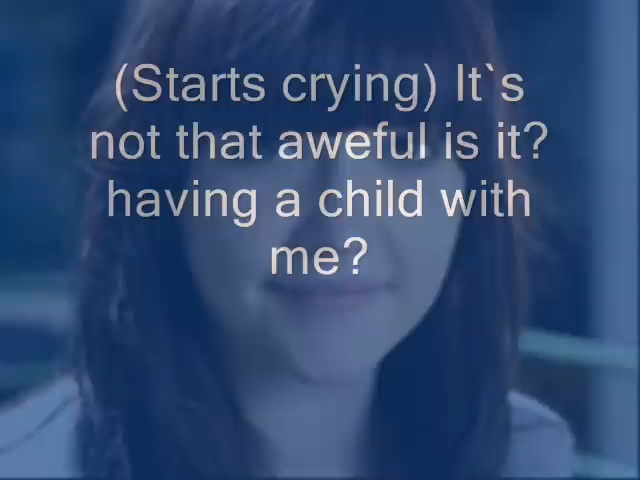 (Starts crying) It`s
not that aweful is it?
having a child with
me?